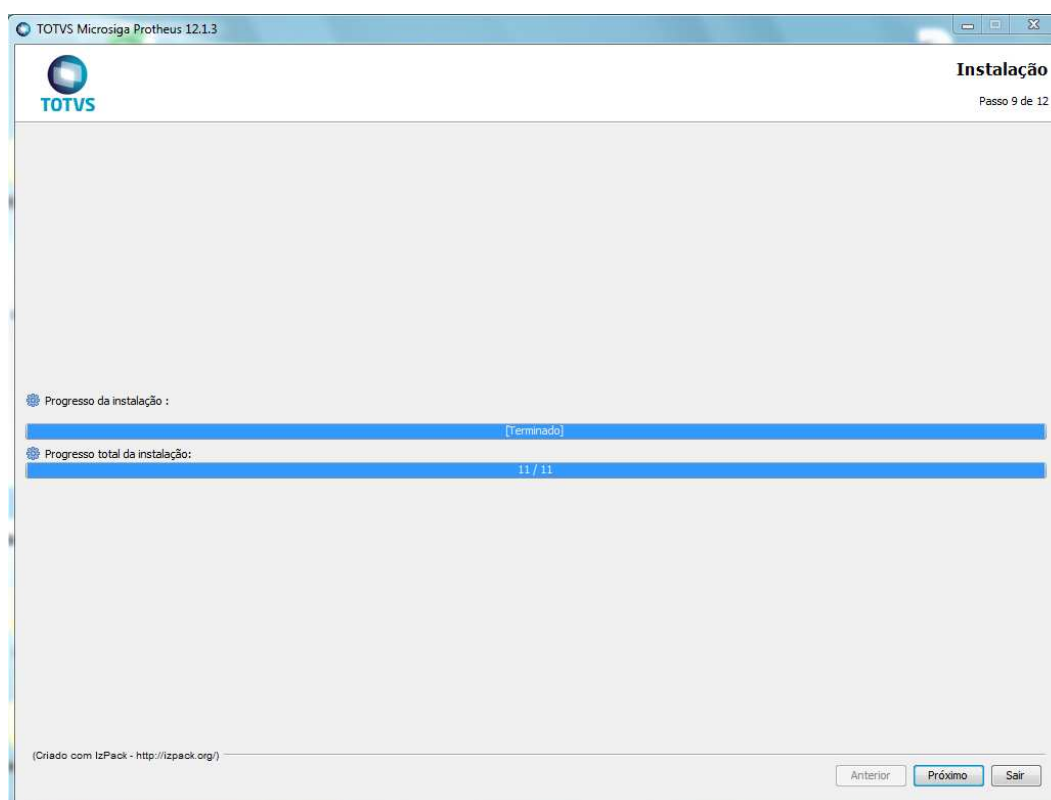 TOTVS Microsiga Protheus 12.1.3
TOTVS
Instalação
Passo 9 de 12
Progresso da instalação :
[Terminado]
Progresso total da instalação:
11 / 11
(Criado com IzPack - http://izpack.org/)
Anterior Próximo Sair